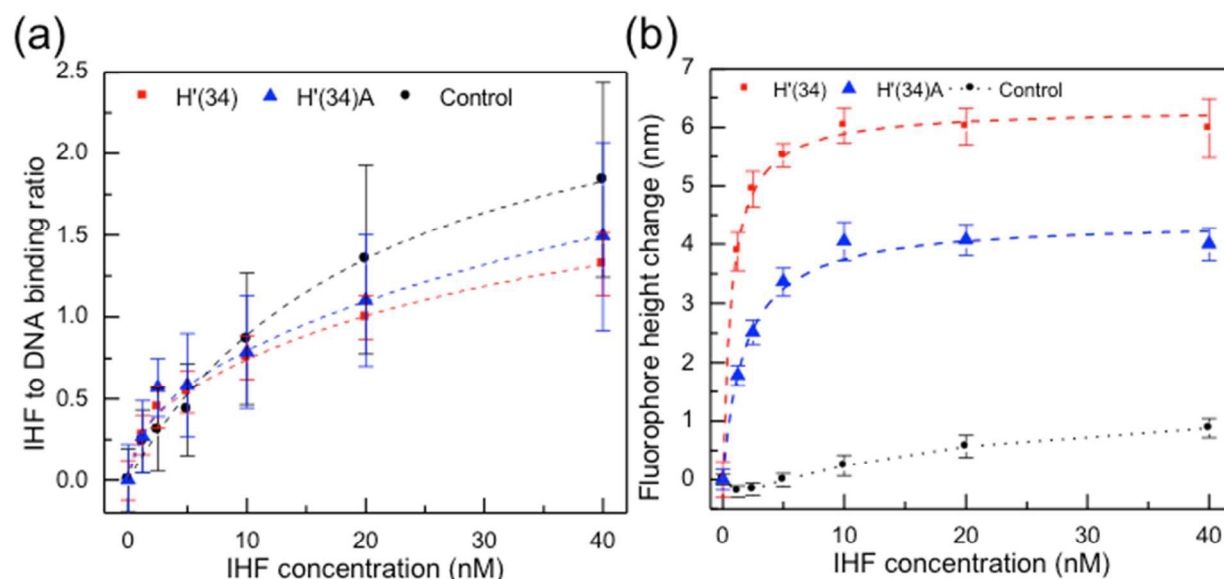 (a)
H'(34) H'(34)A Control
2.5
2.0
1.5
1.0
0.5
0.0
IHF to DNA binding ratio
0 10 20 30 40
IHF concentration (nM)
(b)
H'(34) H'(34)A Control
7
6
5
4
3
2
1
0
Fluorophore height change (nm)
0 10 20 30 40
IHF concentration (nM)